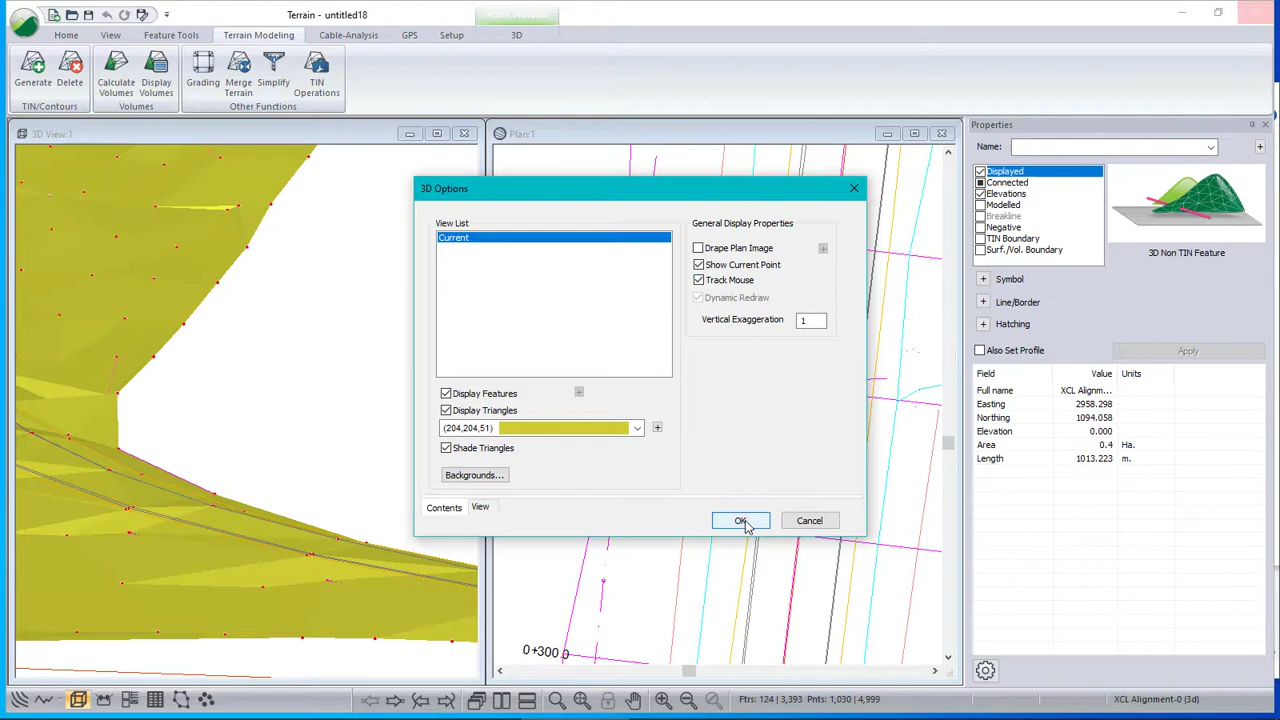 Terrain - untitled18
Active Window
Home
View
Feature Tools
Terrain Modeling
Cable-Analysis
GPS
Setup
3D
Generate
Delete
Calculate
Volumes
Display
Volumes
Grading
Merge
Terrain
Simplify
TIN
Operations
TIN/Contours
Volumes
Other Functions
3D View:1
Plan:1
0+300.0
3D Options
View List
Current
Display Features
Display Triangles
(204,204,51)
Shade Triangles
Backgrounds...
General Display Properties
Drape Plan Image
Show Current Point
Track Mouse
Dynamic Redraw
Vertical Exaggeration 1
Contents
View
OK
Cancel
Properties
Name:
Displayed
Connected
Elevations
Modelled
Breakline
Negative
TIN Boundary
Surf./Vol. Boundary
3D Non TIN Feature
Symbol
Line/Border
Hatching
Also Set Profile
Apply
Field Value Units
Full name XCL Alignm...
Easting 2958.298
Northing 1094.058
Elevation 0.000
Area 0.4 Ha.
Length 1013.223 m.
Ftrs: 124 | 3,393 Pnts: 1,030 | 4,999
XCL Alignment-0 (3d)